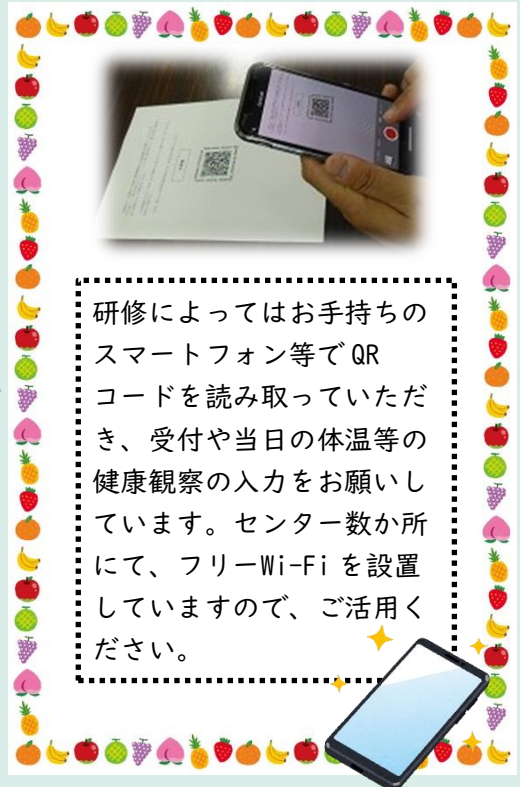 研修によってはお手持ちの
スマートフォン等でQR
コードを読み取っていただ
き、受付や当日の体温等の
健康観察の入力をお願いし
ています。センター数か所
にて、フリーWi-Fiを設置
していますので、ご活用く
ださい。